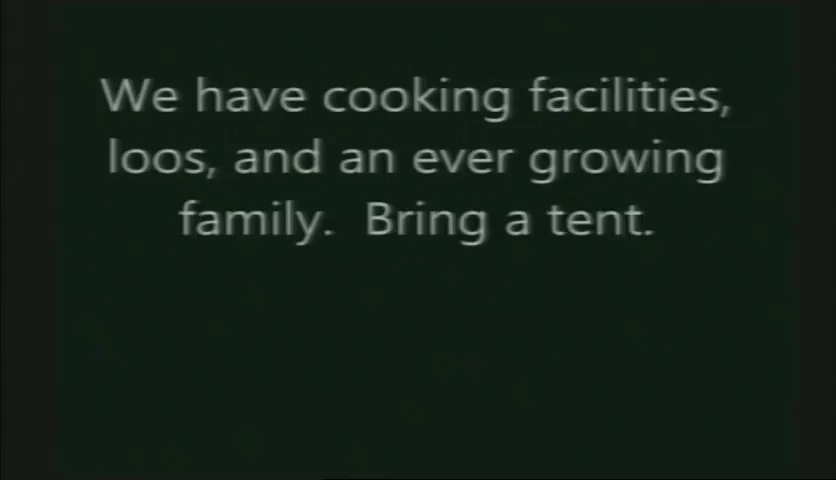 We have cooking facilities,
loos, and an ever growing
family.  Bring a tent.